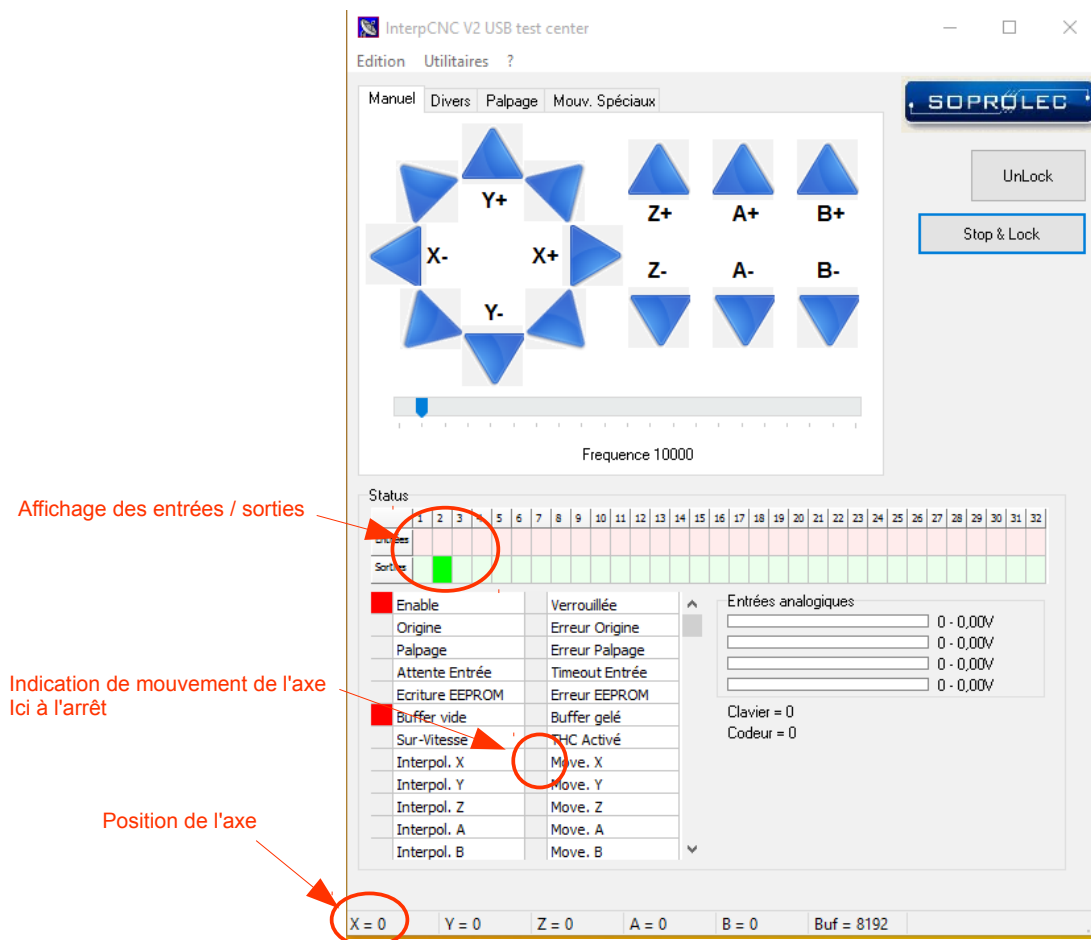 InterpCNC V2 USB test center
Edition Utilitaires ?
Manuel Divers Palpage Mouv. Spéciaux
SOPROLEC
UnLock
Stop & Lock
Y+
X- X+
Y-
Z+ A+ B+
Z- A- B-
Frequence 10000
Affichage des entrées / sorties
Status
1 2 3 4 5 6 7 8 9 10 11 12 13 14 15 16 17 18 19 20 21 22 23 24 25 26 27 28 29 30 31 32
Entrées
Sorties
Enable Verrouillée
Origine Erreur Origine
Palpage Erreur Palpage
Attente Entrée Timeout Entrée
Ecriture EEPROM Erreur EEPROM
Buffer vide Buffer gelé
Sur-Vitesse THC Activé
Interpol. X Move. X
Interpol. Y Move. Y
Interpol. Z Move. Z
Interpol. A Move. A
Interpol. B Move. B
Entrées analogiques
0 - 0,00V
0 - 0,00V
0 - 0,00V
0 - 0,00V
Clavier = 0
Codeur = 0
Indication de mouvement de l'axe
Ici à l'arrêt
Position de l'axe
X = 0 Y = 0 Z = 0 A = 0 B = 0 Buf = 8192